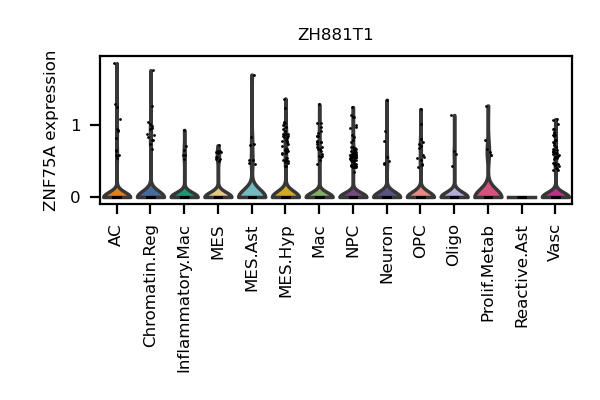 ZH881T1
ZNF75A expression
1
0
AC
Chromatin.Reg
Inflammatory.Mac
MES
MES.Ast
MES.Hyp
Mac
NPC
Neuron
OPC
Oligo
Prolif.Metab
Reactive.Ast
Vasc